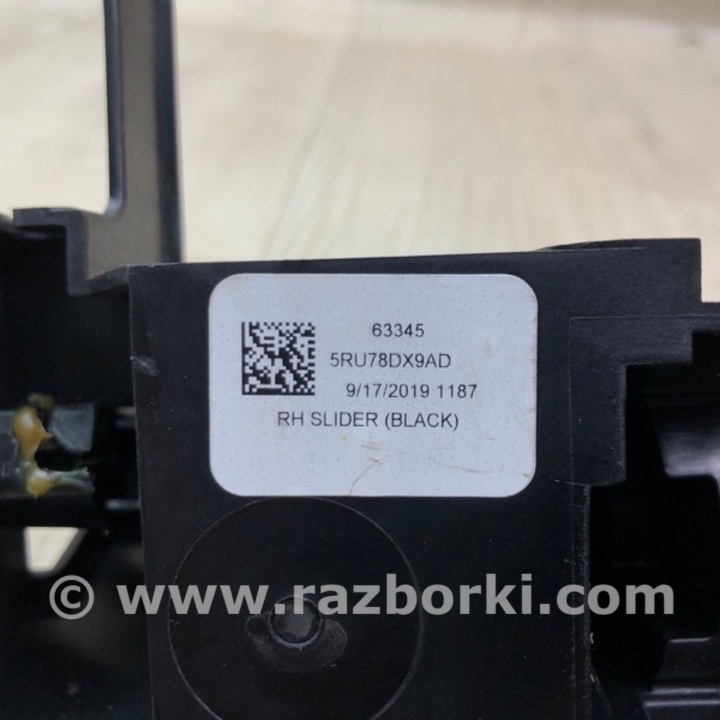 63345
5RU78DX9AD
9/17/2019 1187
RH SLIDER (BLACK)
© www.razborki.com